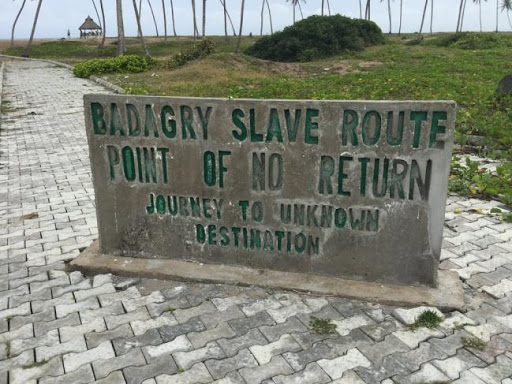 BADAGRY SLAVE ROUTE
POINT OF NO RETURN
JOURNEY TO UNKNOWN
DESTINATION